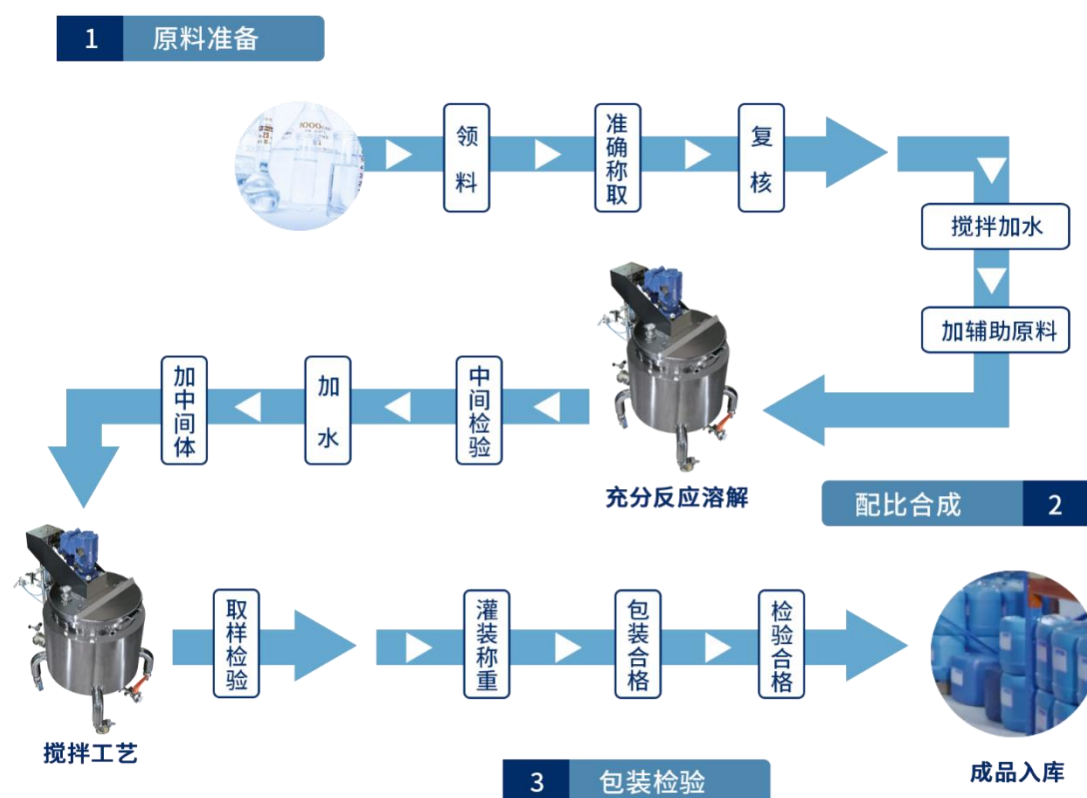 1 原料准备
1000
领料
准确称取
复核
搅拌加水
加辅助原料
充分反应溶解
中间检验
加水
加中间体
配比合成 2
搅拌工艺
取样检验
灌装称重
包装合格
检验合格
成品入库
3 包装检验